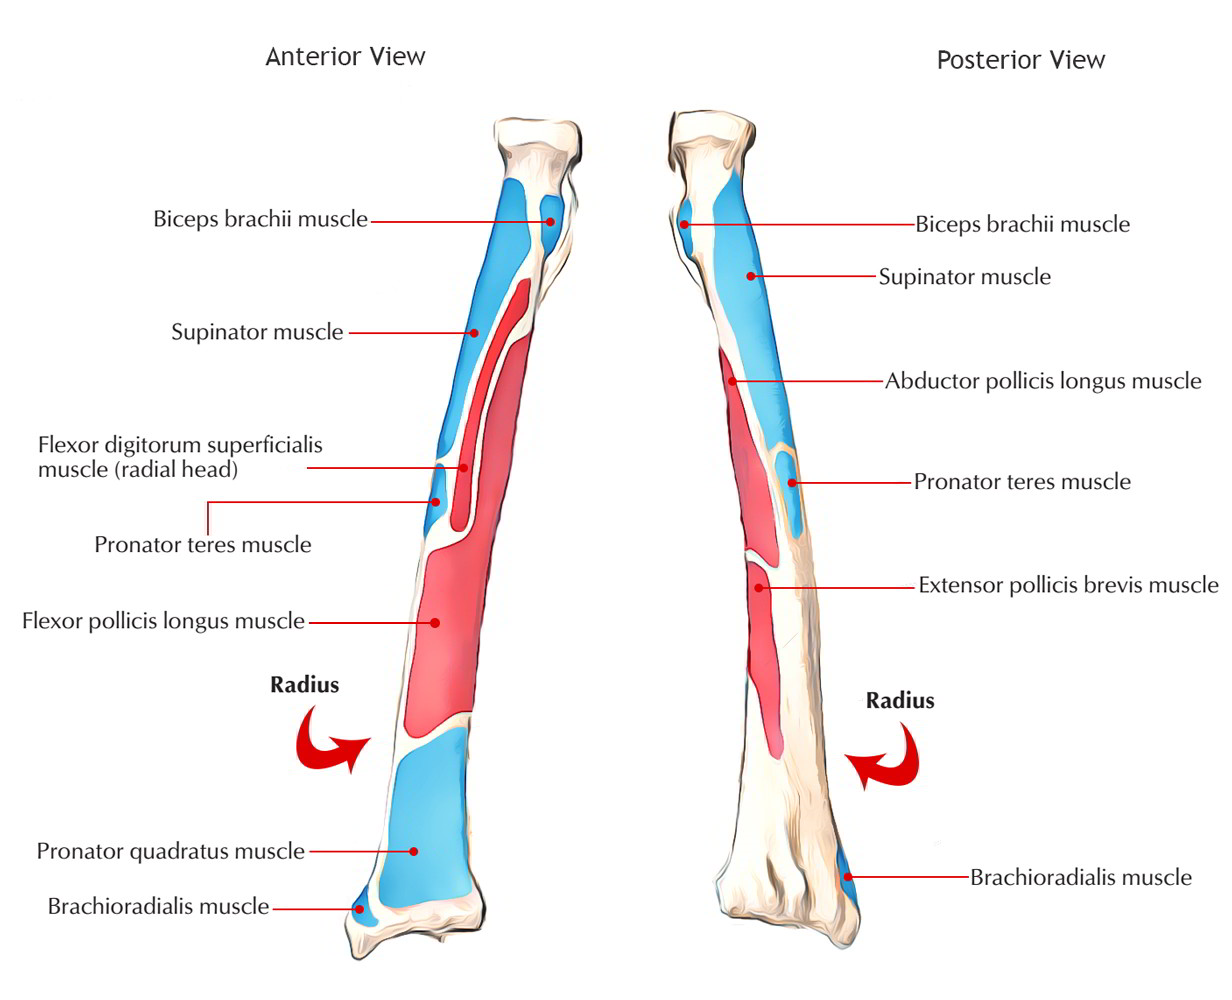 Anterior View
Posterior View
Biceps brachii muscle
Supinator muscle
Flexor digitorum superficialis
muscle (radial head)
Pronator teres muscle
Flexor pollicis longus muscle
Radius
Pronator quadratus muscle
Brachioradialis muscle
Biceps brachii muscle
Supinator muscle
Abductor pollicis longus muscle
Pronator teres muscle
Extensor pollicis brevis muscle
Radius
Brachioradialis muscle